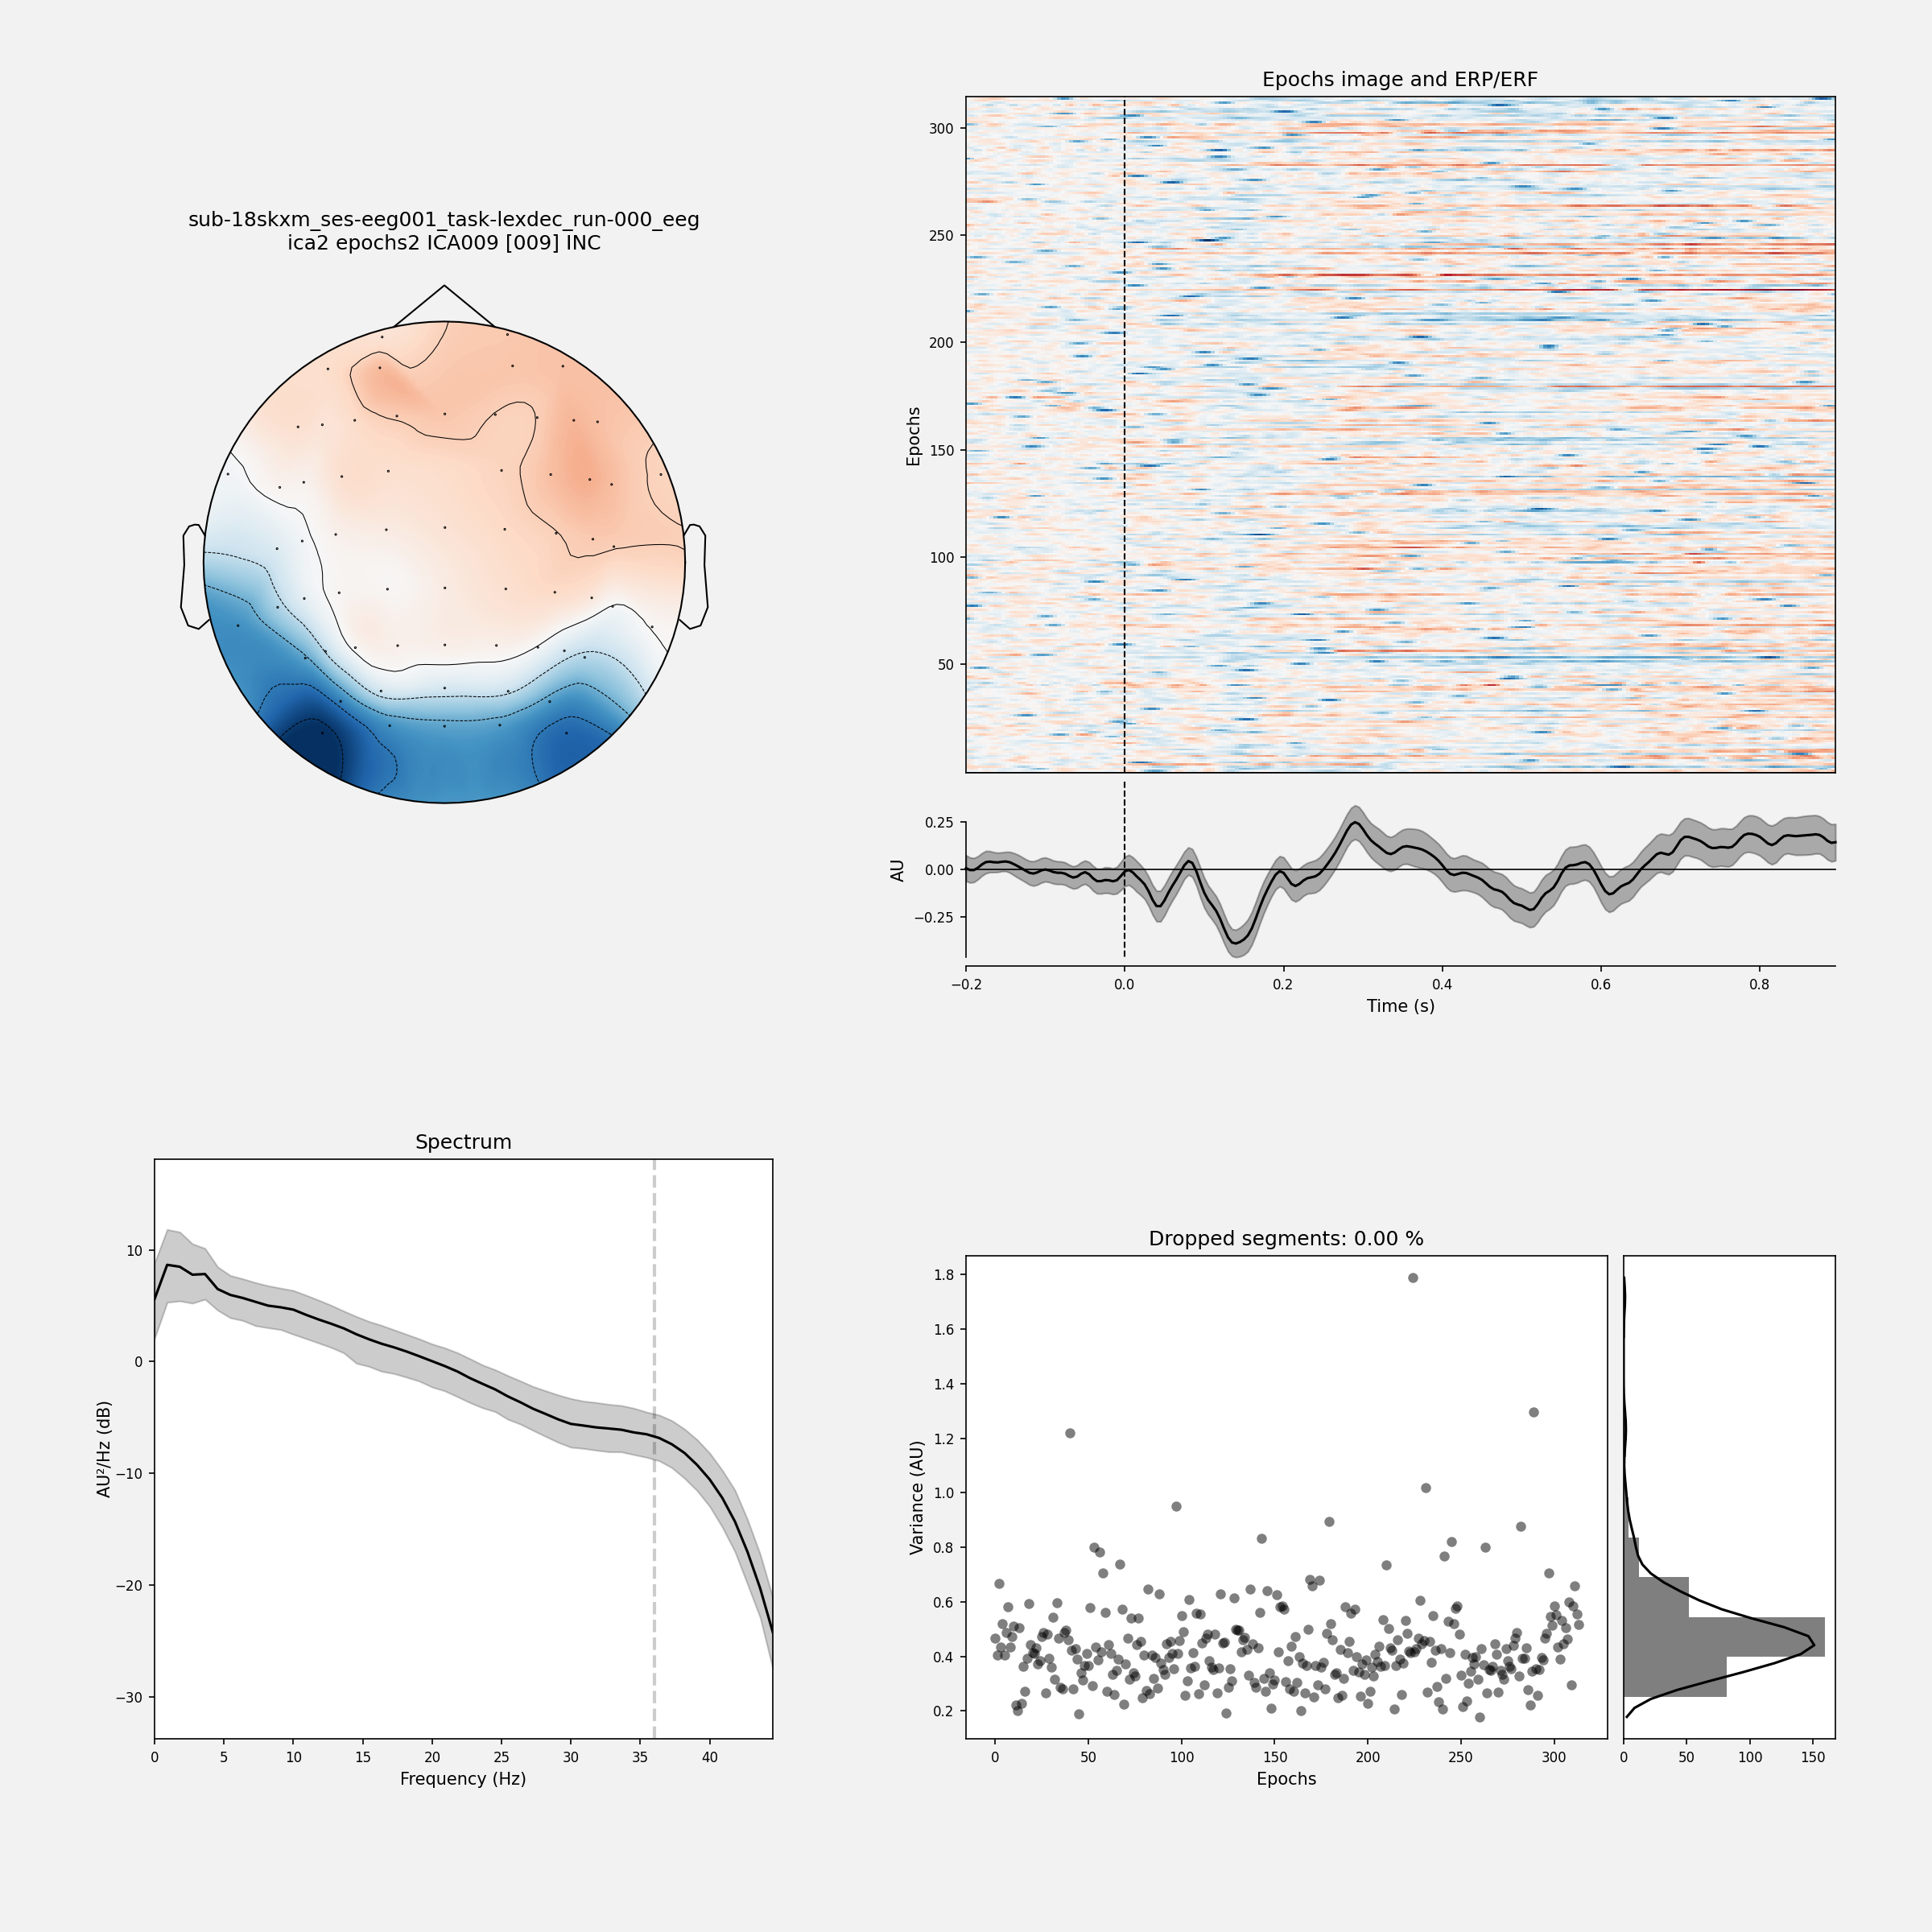 sub-18skxm_ses-eeg001_task-lexdec_run-000_eeg
ica2 epochs2 ICA009 [009] INC
Epochs image and ERP/ERF
Epochs
300
250
200
150
100
50
AU
0.25
0.00
−0.25
−0.2 0.0 0.2 0.4 0.6 0.8
Time (s)
Spectrum
AU²/Hz (dB)
10
0
−10
−20
−30
0 5 10 15 20 25 30 35 40
Frequency (Hz)
Dropped segments: 0.00 %
Variance (AU)
1.8
1.6
1.4
1.2
1.0
0.8
0.6
0.4
0.2
0 50 100 150 200 250 300
Epochs
0 50 100 150